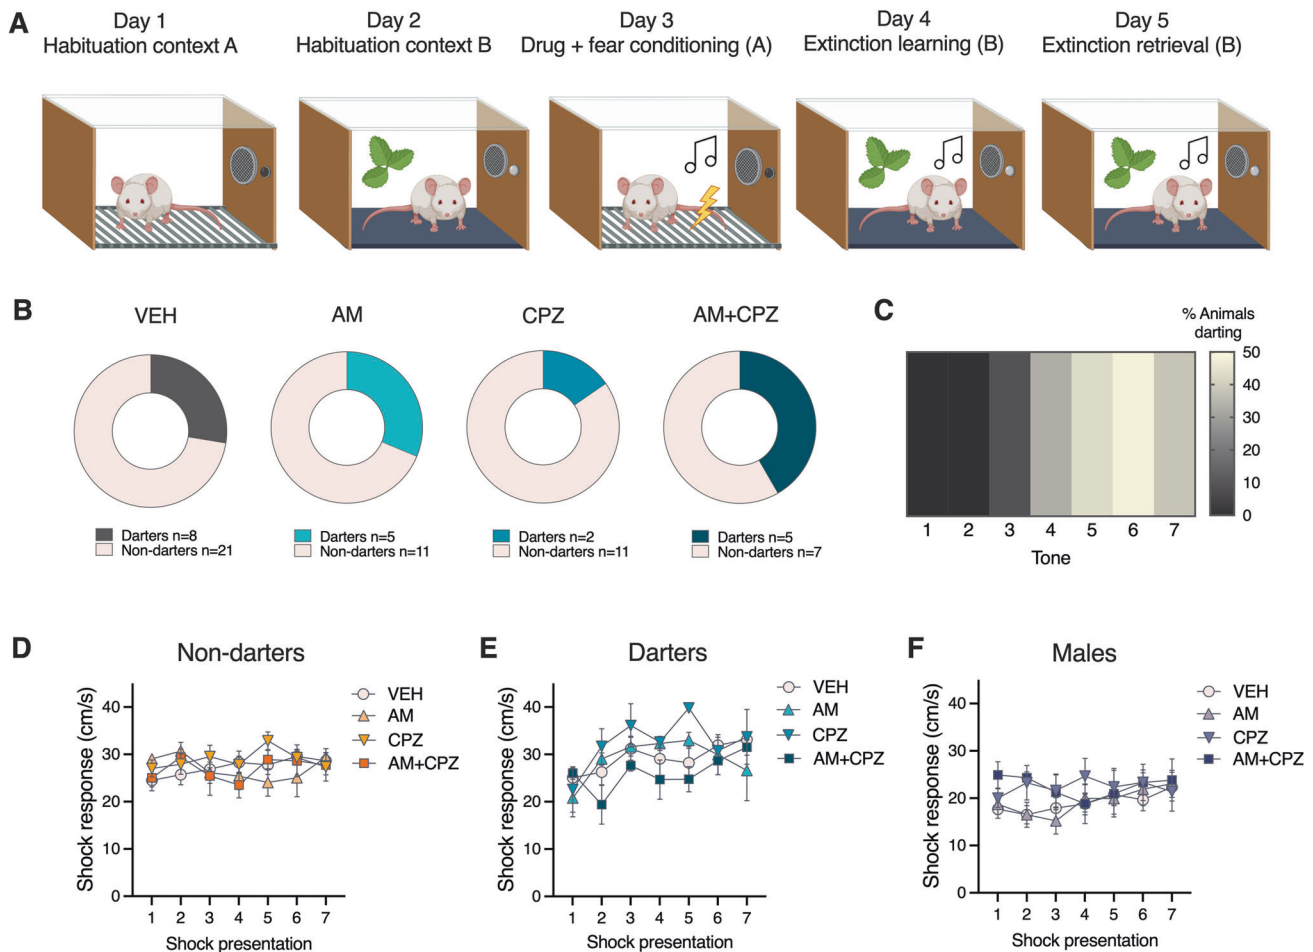 A
Day 1
Habituation context A
Day 2
Habituation context B
Day 3
Drug + fear conditioning (A)
Day 4
Extinction learning (B)
Day 5
Extinction retrieval (B)
B
VEH
AM
CPZ
AM+CPZ
Darters n=8
Non-darters n=21
Darters n=5
Non-darters n=11
Darters n=2
Non-darters n=11
Darters n=5
Non-darters n=7
C
% Animals
darting
50
40
30
20
10
0
1 2 3 4 5 6 7
Tone
D
Non-darters
Shock response (cm/s)
40
30
20
10
0
1 2 3 4 5 6 7
Shock presentation
VEH
AM
CPZ
AM+CPZ
E
Darters
Shock response (cm/s)
40
30
20
10
0
1 2 3 4 5 6 7
Shock presentation
VEH
AM
CPZ
AM+CPZ
F
Males
Shock response (cm/s)
40
30
20
10
0
1 2 3 4 5 6 7
Shock presentation
VEH
AM
CPZ
AM+CPZ